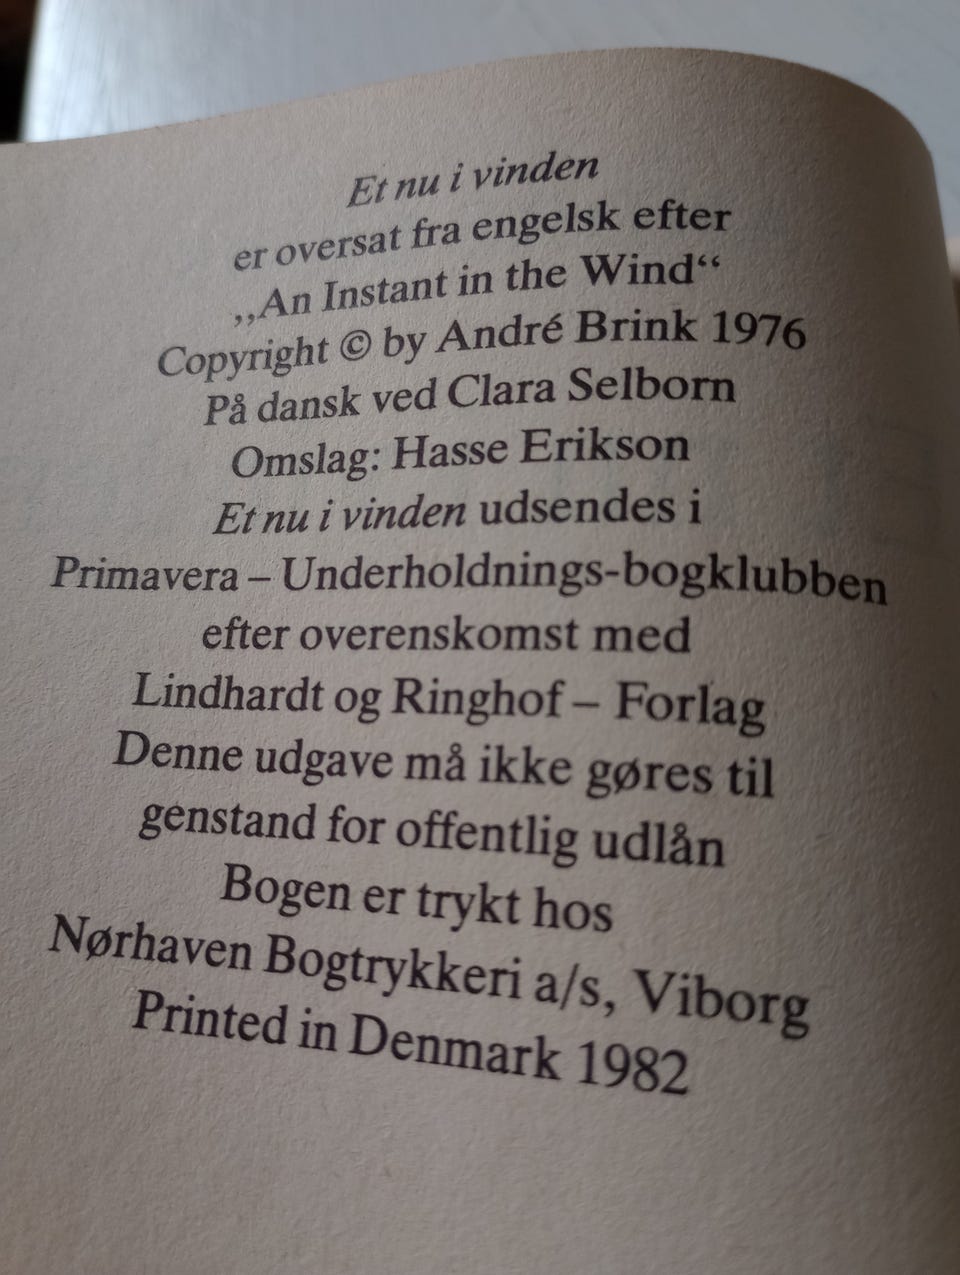 Et nu i vinden
er oversat fra engelsk efter
„An Instant in the Wind“
Copyright © by André Brink 1976
På dansk ved Clara Selborn
Omslag: Hasse Erikson
Et nu i vinden udsendes i
Primavera – Underholdnings-bogklubben
efter overenskomst med
Lindhardt og Ringhof – Forlag
Denne udgave må ikke gøres til
genstand for offentlig udlån
Bogen er trykt hos
Nørhaven Bogtrykkeri a/s, Viborg
Printed in Denmark 1982